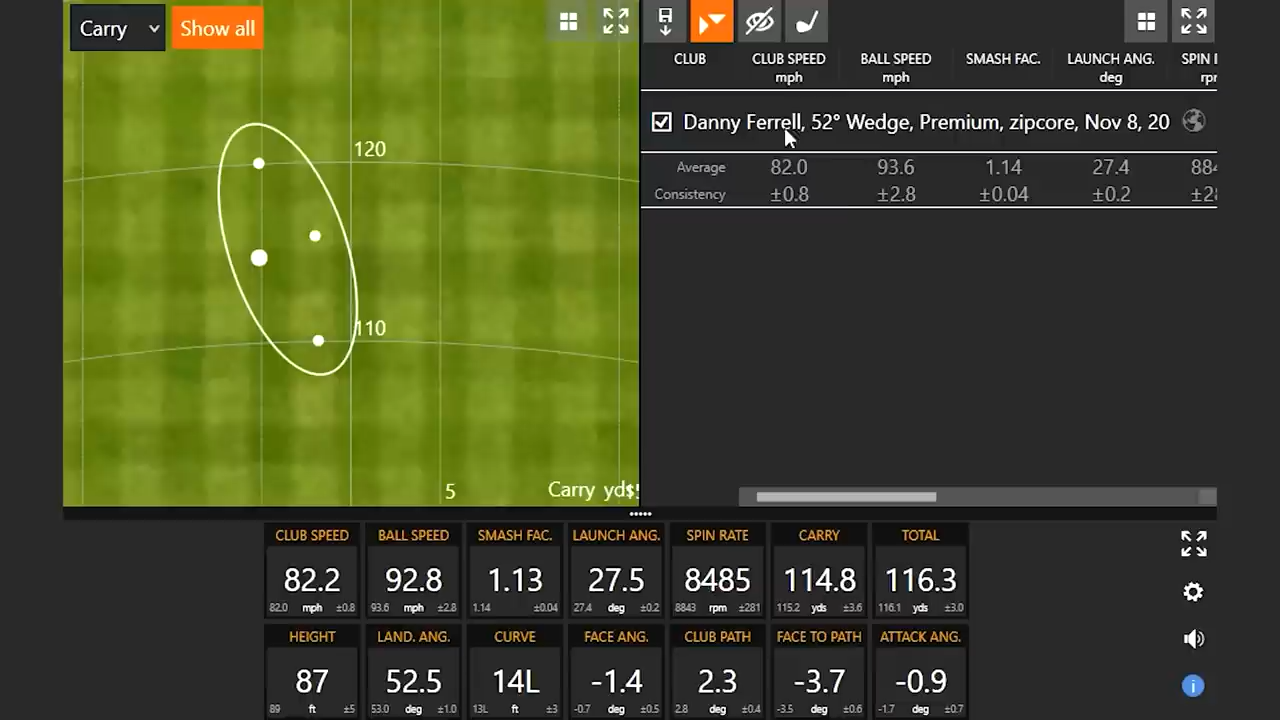 Carry
Show all
120
110
5
Carry yds
CLUB
CLUB SPEED
mph
BALL SPEED
mph
SMASH FAC.
LAUNCH ANG.
deg
SPIN
Danny Ferrell, 52° Wedge, Premium, zipcore, Nov 8, 20
Average 82.0 93.6 1.14 27.4 884
Consistency ±0.8 ±2.8 ±0.04 ±0.2 ±28
CLUB SPEED BALL SPEED SMASH FAC. LAUNCH ANG. SPIN RATE CARRY TOTAL
82.2 92.8 1.13 27.5 8485 114.8 116.3
82.0 mph ±0.8 93.6 mph ±2.8 1.14 ±0.04 27.4 deg ±0.2 8843 rpm ±281 115.2 yds ±3.6 116.1 yds ±3.0
HEIGHT LAND. ANG. CURVE FACE ANG. CLUB PATH FACE TO PATH ATTACK ANG.
87 52.5 14L -1.4 2.3 -3.7 -0.9
89 ft ±5 53.0 deg ±1.0 13L ft ±3 -0.7 deg ±0.5 2.8 deg ±0.4 -3.5 deg ±0.6 -1.7 deg ±0.7